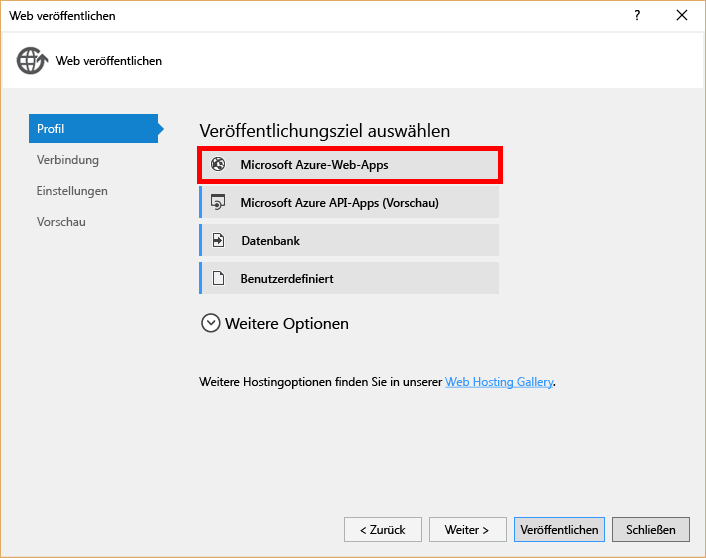 Web veröffentlichen
?
Web veröffentlichen
Profil
Verbindung
Einstellungen
Vorschau
Veröffentlichungsziel auswählen
Microsoft Azure-Web-Apps
Microsoft Azure API-Apps (Vorschau)
Datenbank
Benutzerdefiniert
Weitere Optionen
Weitere Hostingoptionen finden Sie in unserer Web Hosting Gallery.
< Zurück
Weiter >
Veröffentlichen
Schließen